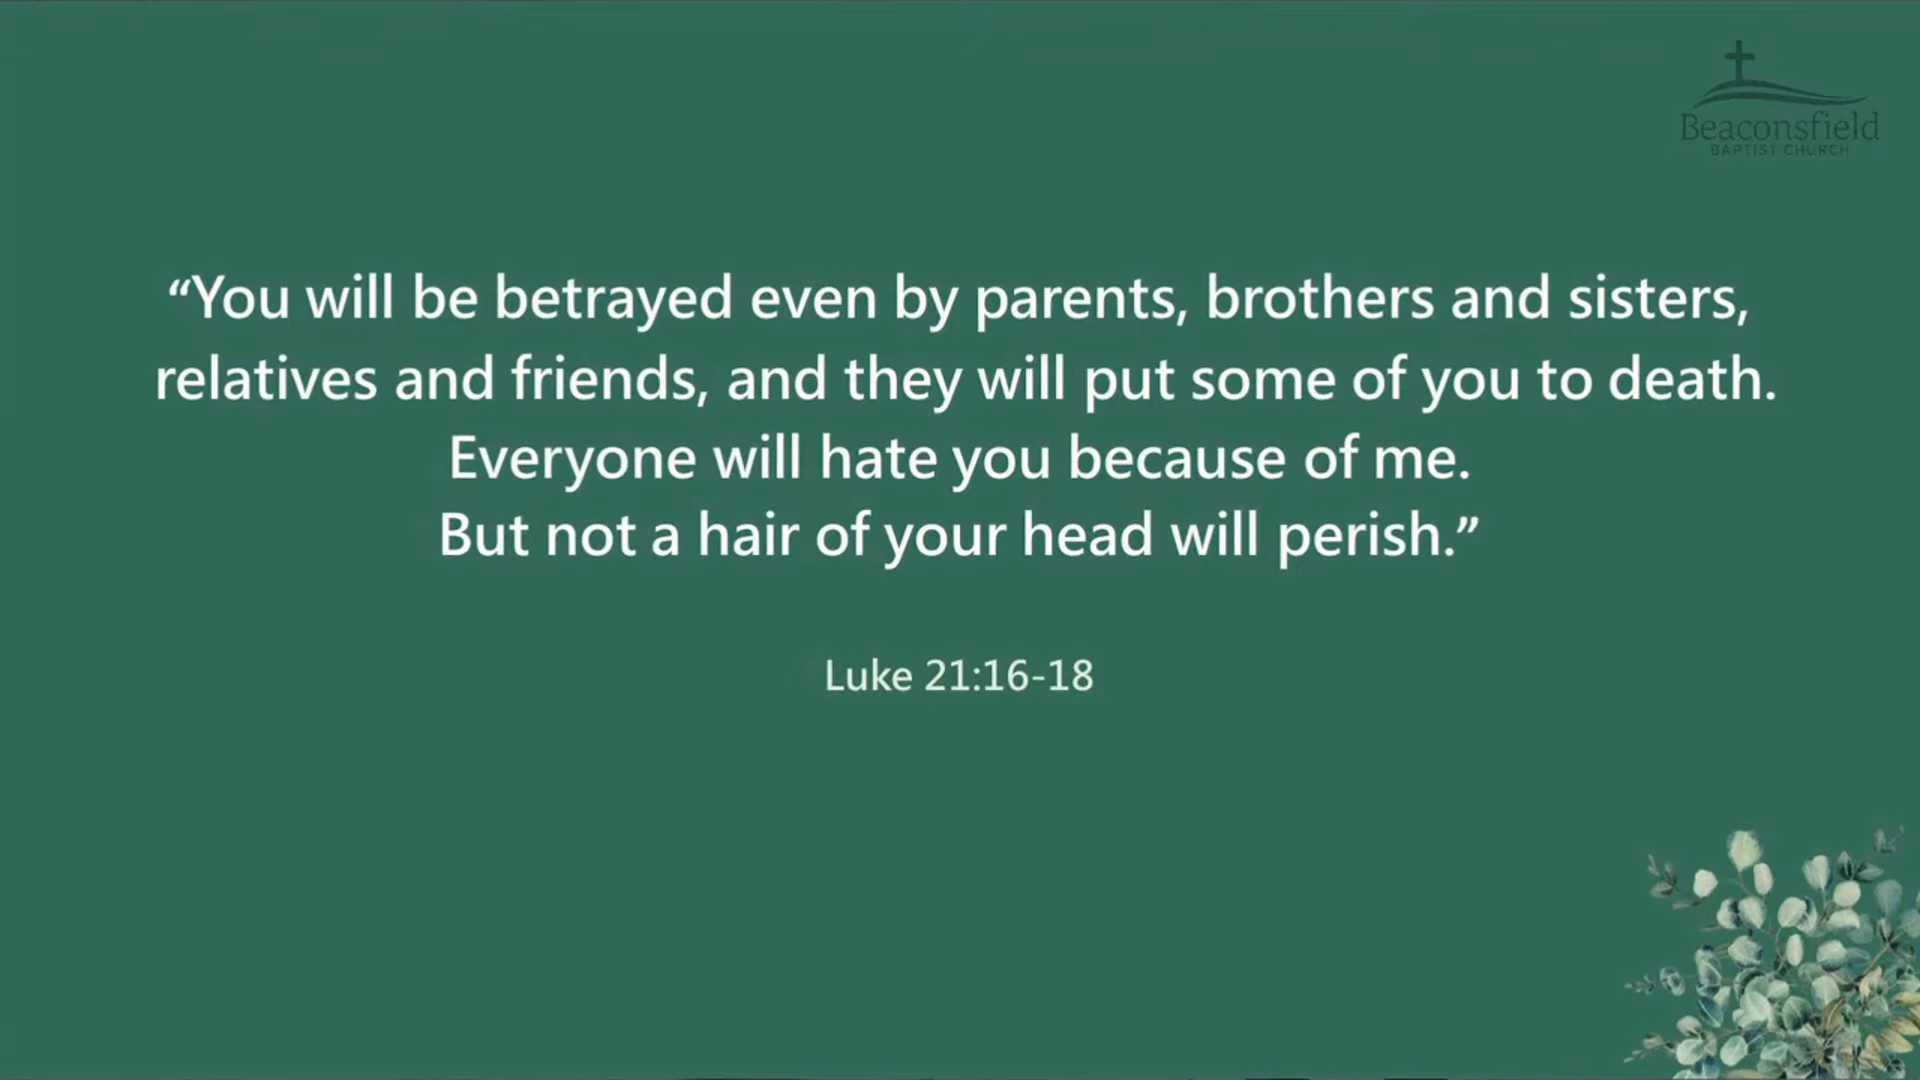 Beaconsfield
BAPTIST CHURCH
“You will be betrayed even by parents, brothers and sisters,
relatives and friends, and they will put some of you to death.
Everyone will hate you because of me.
But not a hair of your head will perish.”
Luke 21:16-18